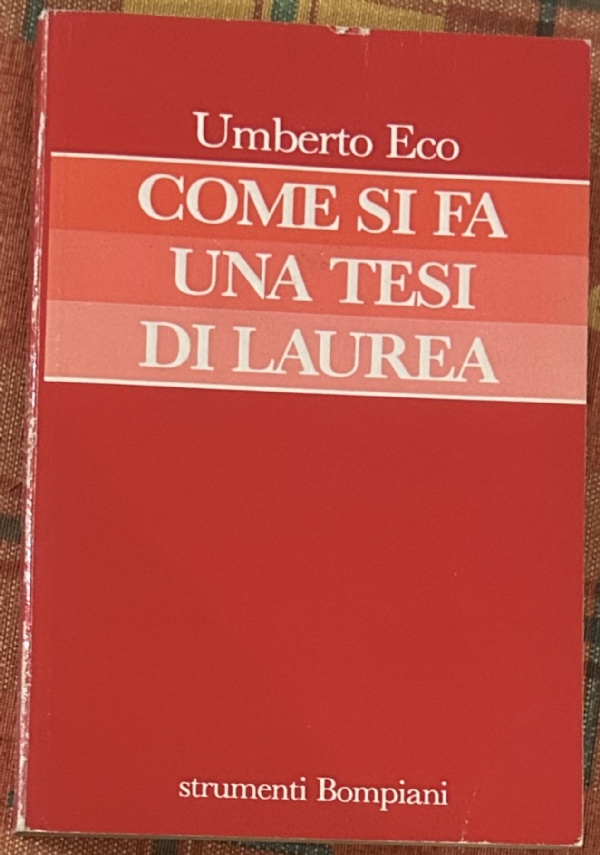 Umberto Eco
COME SI FA
UNA TESI
DI LAUREA
strumenti Bompiani